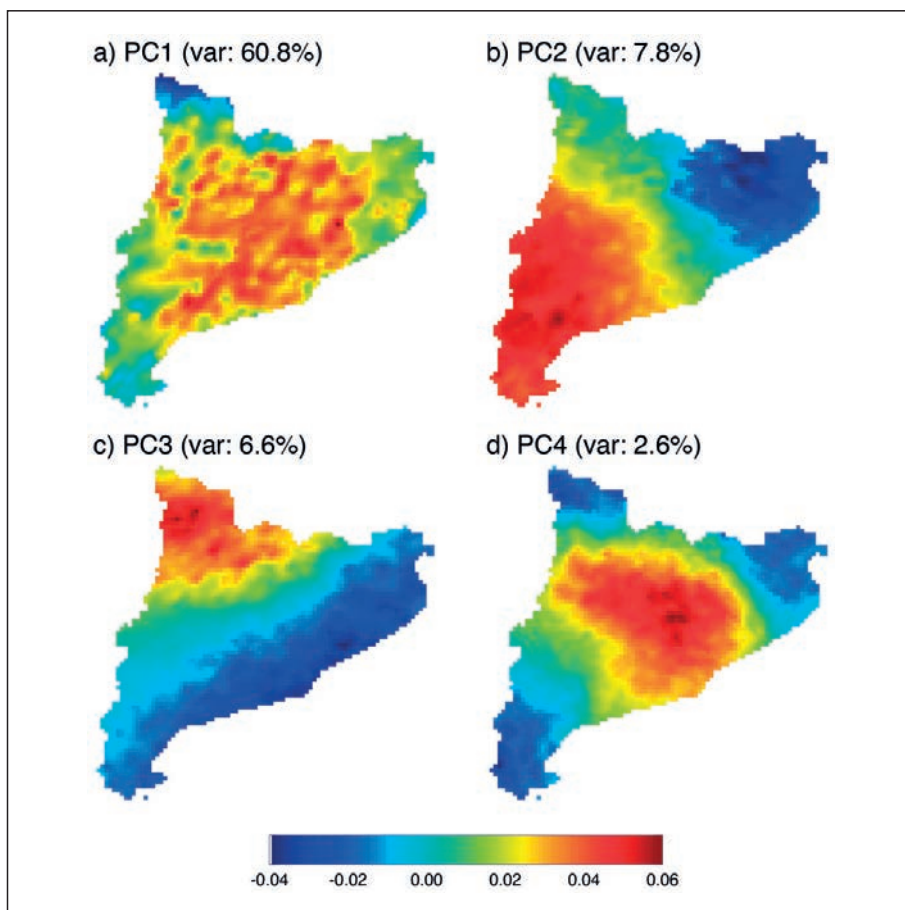 a) PC1 (var: 60.8%)
b) PC2 (var: 7.8%)
c) PC3 (var: 6.6%)
d) PC4 (var: 2.6%)
-0.04 -0.02 0.00 0.02 0.04 0.06